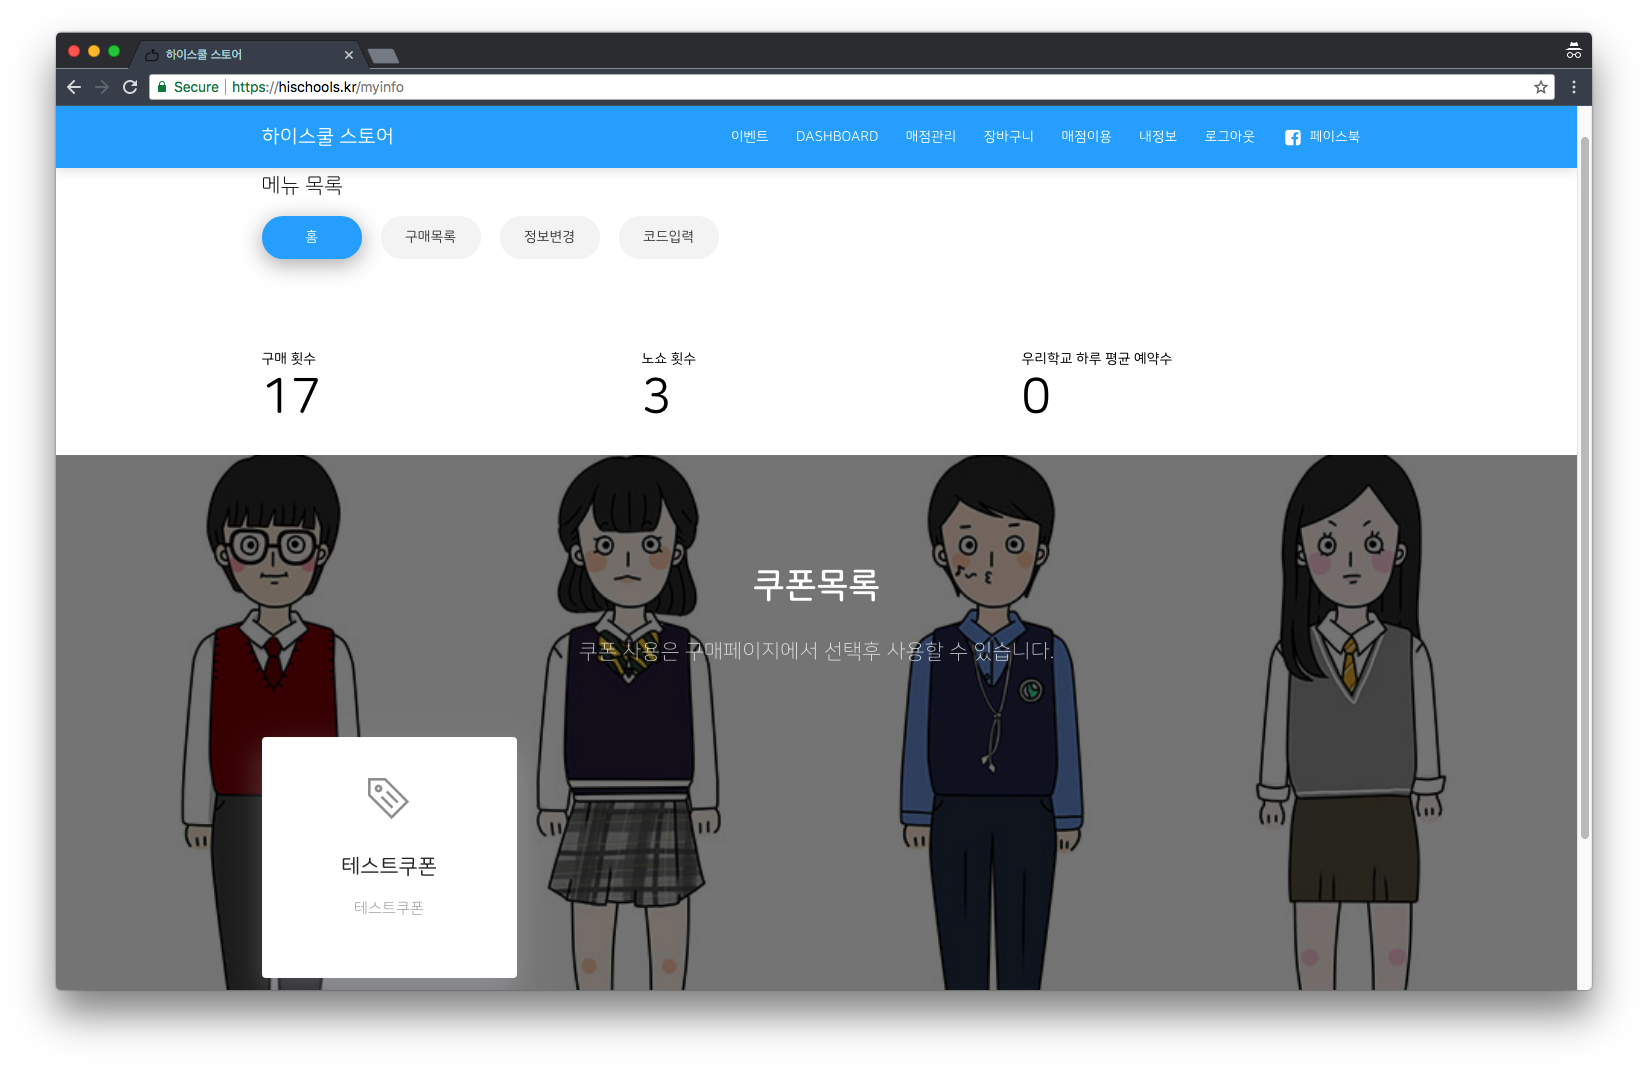 하이스쿨 스토어
Secure https://hischools.kr/myinfo
하이스쿨 스토어 이벤트 DASHBOARD 매점관리 장바구니 매점이용 내정보 로그아웃 페이스북
메뉴 목록
홈 구매목록 정보변경 코드입력
구매 횟수 노쇼 횟수 우리학교 하루 평균 예약수
17 3 0
쿠폰목록
쿠폰 사용은 구매페이지에서 선택후 사용할 수 있습니다.
테스트쿠폰
테스트쿠폰